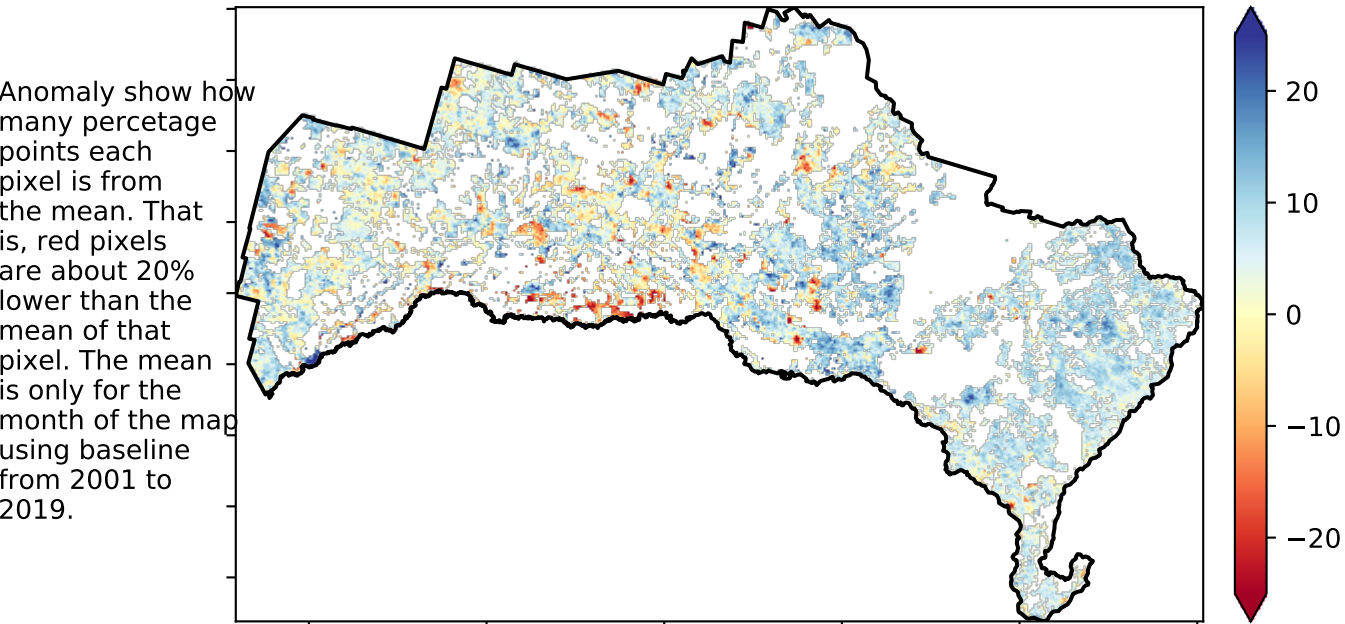 Anomaly show how
many percetage
points each
pixel is from
the mean. That
is, red pixels
are about 20%
lower than the
mean of that
pixel. The mean
is only for the
month of the map
using baseline
from 2001 to
2019.
20
10
0
−10
−20